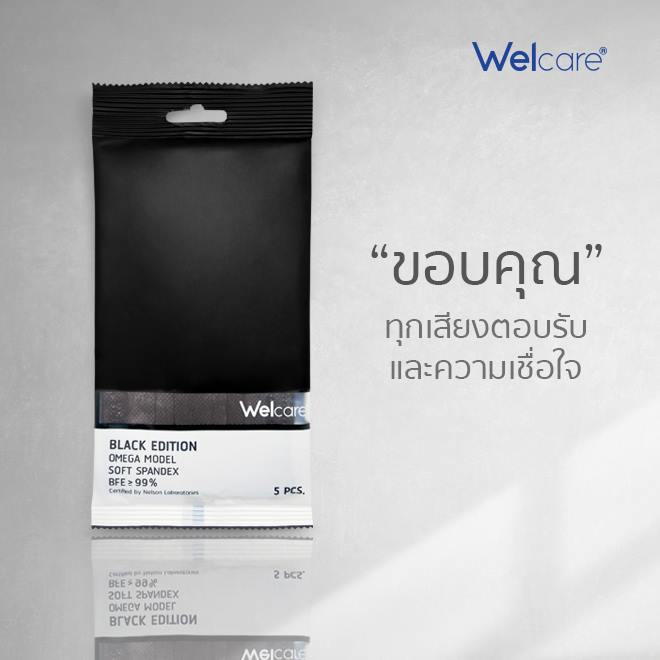 Welcare®
“ขอบคุณ”
ทุกเสียงตอบรับ
และความเชื่อใจ
Welcare
BLACK EDITION
OMEGA MODEL
SOFT SPANDEX
BFE ≥ 99%
Certified by Nelson Laboratories
5 PCS.